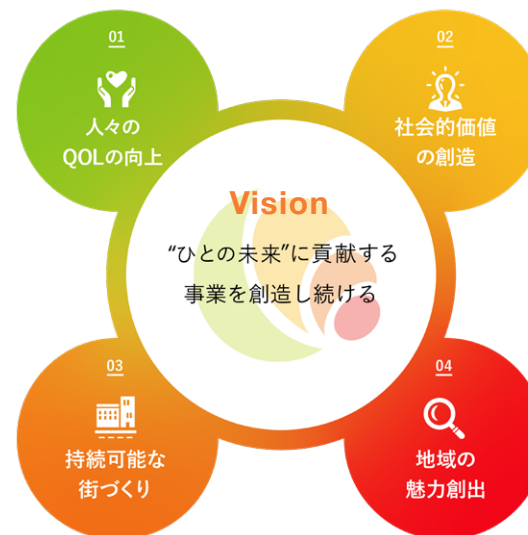 01
人々の
QOLの向上
02
社会的価値
の創造
Vision
“ひとの未来”に貢献する
事業を創造し続ける
03
持続可能な
街づくり
04
地域の
魅力創出